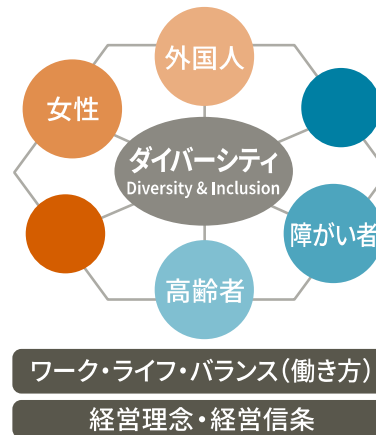 外国人
女性
ダイバーシティ
Diversity & Inclusion
障がい者
高齢者
ワーク・ライフ・バランス(働き方)
経営理念・経営信条